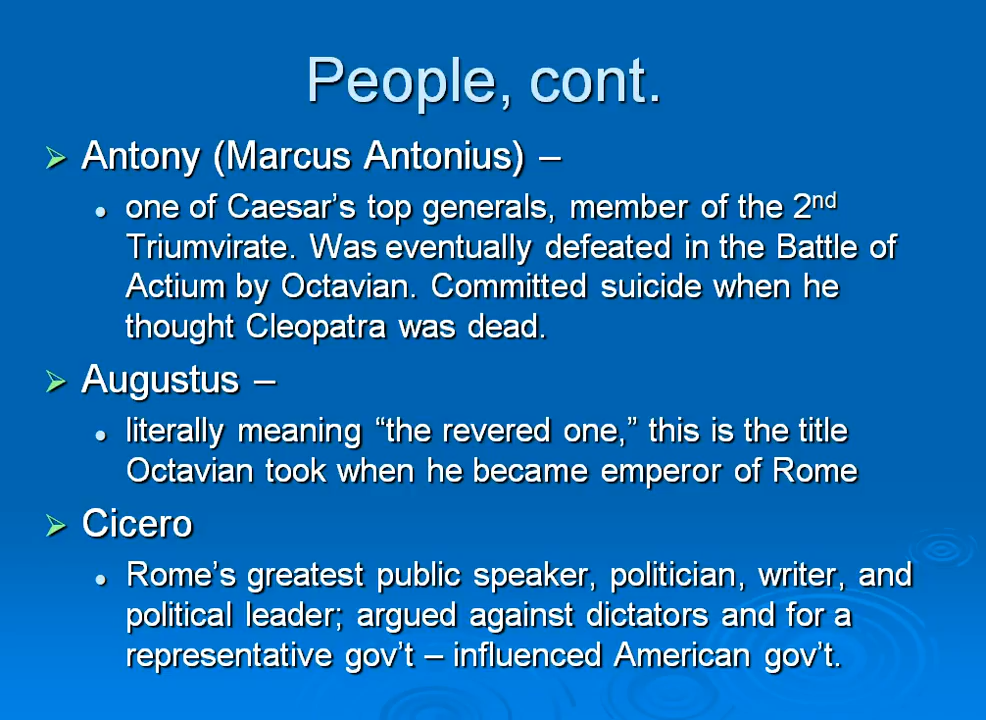 People, cont.
Antony (Marcus Antonius) –
one of Caesar’s top generals, member of the 2nd
Triumvirate. Was eventually defeated in the Battle of
Actium by Octavian. Committed suicide when he
thought Cleopatra was dead.
Augustus –
literally meaning “the revered one,” this is the title
Octavian took when he became emperor of Rome
Cicero
Rome’s greatest public speaker, politician, writer, and
political leader; argued against dictators and for a
representative gov’t – influenced American gov’t.